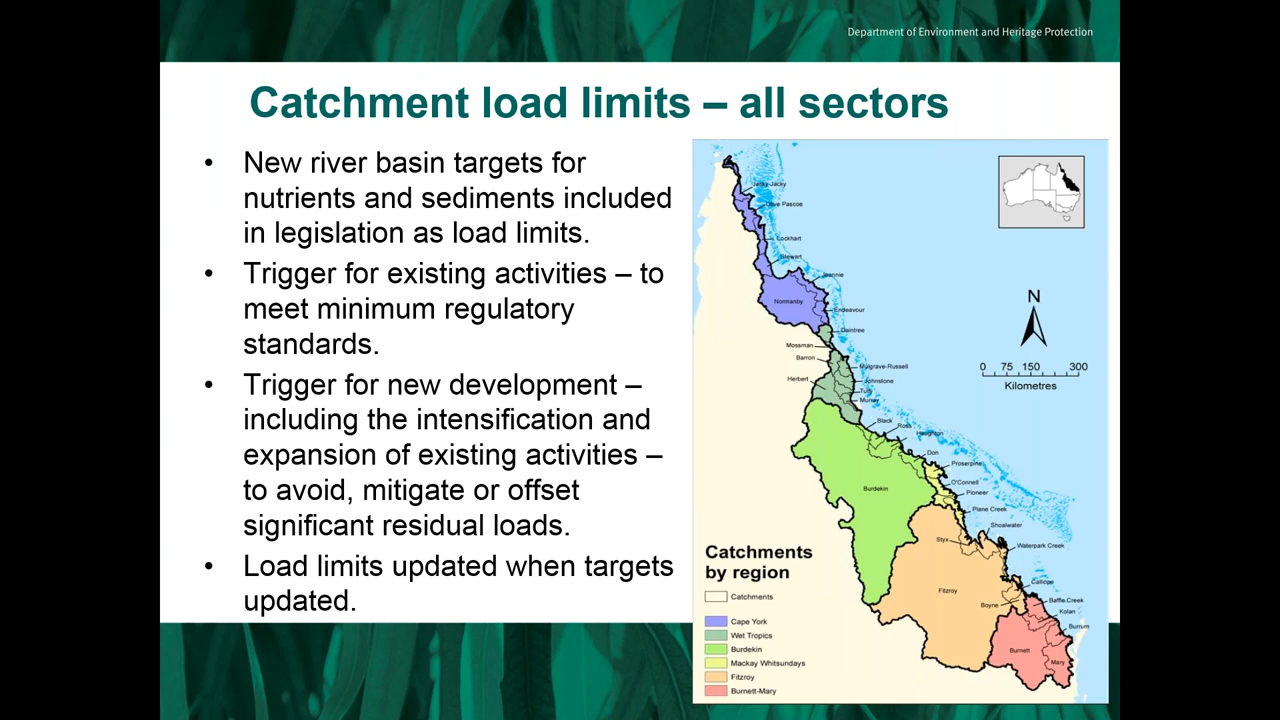 Department of Environment and Heritage Protection
Catchment load limits – all sectors
• New river basin targets for
nutrients and sediments included
in legislation as load limits.
• Trigger for existing activities – to
meet minimum regulatory
standards.
• Trigger for new development –
including the intensification and
expansion of existing activities –
to avoid, mitigate or offset
significant residual loads.
• Load limits updated when targets
updated.
Jacky Jacky
Olive Pascoe
Lockhart
Stewart
Jeannie
Normanby
Endeavour
Daintree
Mossman
Barron
Mulgrave-Russell
Herbert
Johnstone
Tully
Murray
Black
Ross
Haughton
Don
Proserpine
O'Connell
Burdekin
Pioneer
Plane Creek
Shoalwater
Styx
Waterpark Creek
Calliope
Fitzroy
Boyne
Baffle Creek
Kolan
Burrum
Burnett
Mary
N
0 75 150 300
Kilometres
Catchments
by region
Catchments
Cape York
Wet Tropics
Burdekin
Mackay Whitsundays
Fitzroy
Burnett-Mary